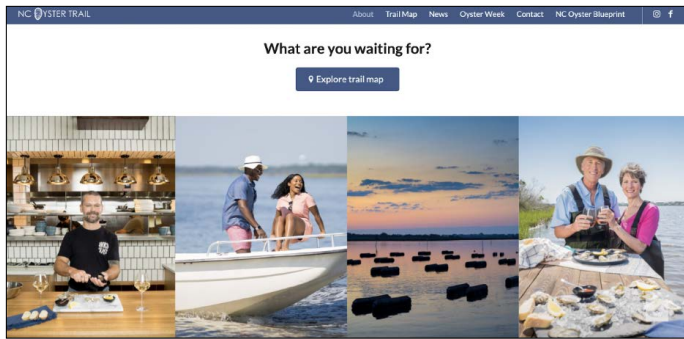 NC OYSTER TRAIL
About Trail Map News Oyster Week Contact NC Oyster Blueprint
What are you waiting for?
Explore trail map